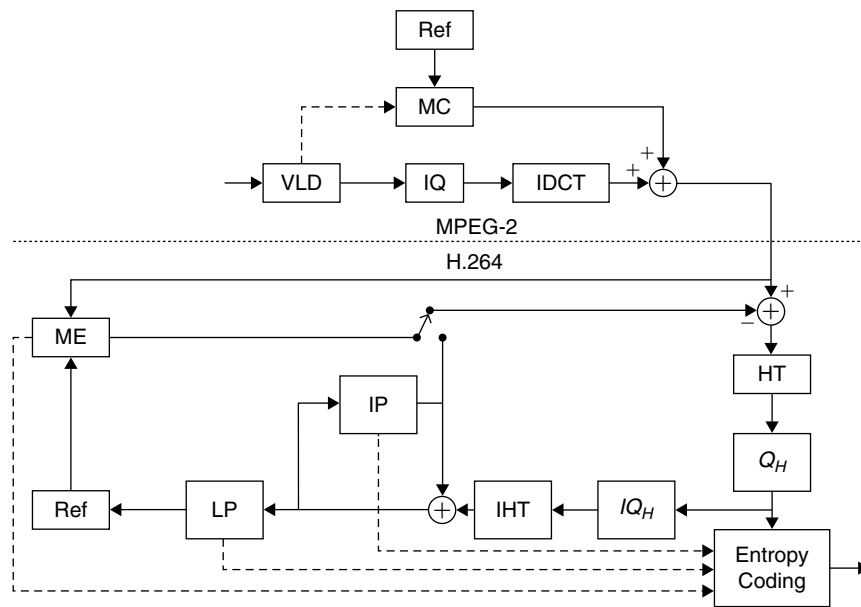 Ref
MC
+
VLD
IQ
IDCT
+
+
MPEG-2
H.264
+
ME
−
+
HT
IP
Q_H
Ref
LP
+
IHT
IQ_H
Entropy
Coding